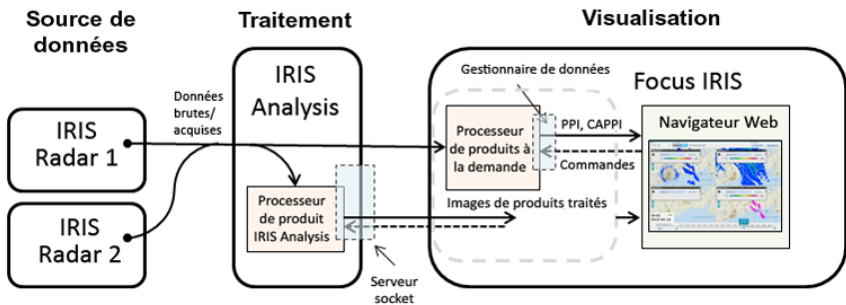 Source de
données
Traitement
Visualisation
IRIS
Radar 1
IRIS
Radar 2
Données
brutes/
acquises
IRIS
Analysis
Processeur
de produit
IRIS Analysis
Serveur
socket
Gestionnaire de données
Focus IRIS
Processeur
de produits à
la demande
PPI, CAPPI
Commandes
Images de produits traités
Navigateur Web